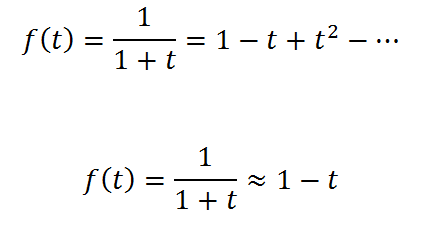 f(t) = 1/(1 + t) = 1 − t + t² − ⋯
f(t) = 1/(1 + t) ≈ 1 − t